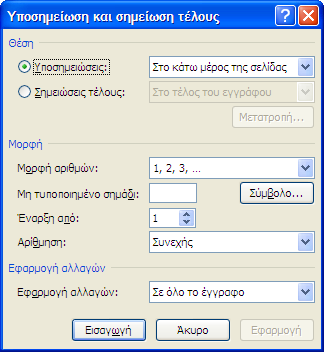 Υποσημείωση και σημείωση τέλους
Θέση
Υποσημειώσεις: Στο κάτω μέρος της σελίδας
Σημειώσεις τέλους: Στο τέλος του εγγράφου
Μετατροπή...
Μορφή
Μορφή αριθμών: 1, 2, 3, ...
Μη τυποποιημένο σημάδι: Σύμβολο...
Έναρξη από: 1
Αρίθμηση: Συνεχής
Εφαρμογή αλλαγών
Εφαρμογή αλλαγών: Σε όλο το έγγραφο
Εισαγωγή Άκυρο Εφαρμογή